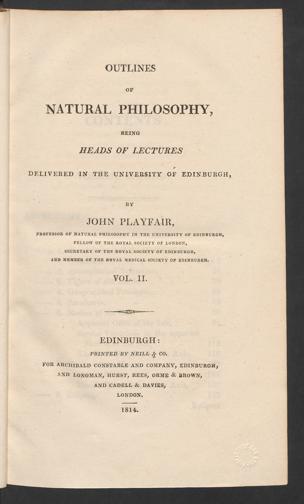 OUTLINES
OF
NATURAL PHILOSOPHY,
BEING
HEADS OF LECTURES
DELIVERED IN THE UNIVERSITY OF EDINBURGH,
BY
JOHN PLAYFAIR,
PROFESSOR OF NATURAL PHILOSOPHY IN THE UNIVERSITY OF EDINBURGH,
FELLOW OF THE ROYAL SOCIETY OF LONDON,
SECRETARY OF THE ROYAL SOCIETY OF EDINBURGH,
AND MEMBER OF THE ROYAL MEDICAL SOCIETY OF EDINBURGH.
VOL. II.
EDINBURGH:
PRINTED BY NEILL & CO.
FOR ARCHIBALD CONSTABLE AND COMPANY, EDINBURGH;
AND LONGMAN, HURST, REES, ORME & BROWN,
AND CADELL & DAVIES,
LONDON.
1814.